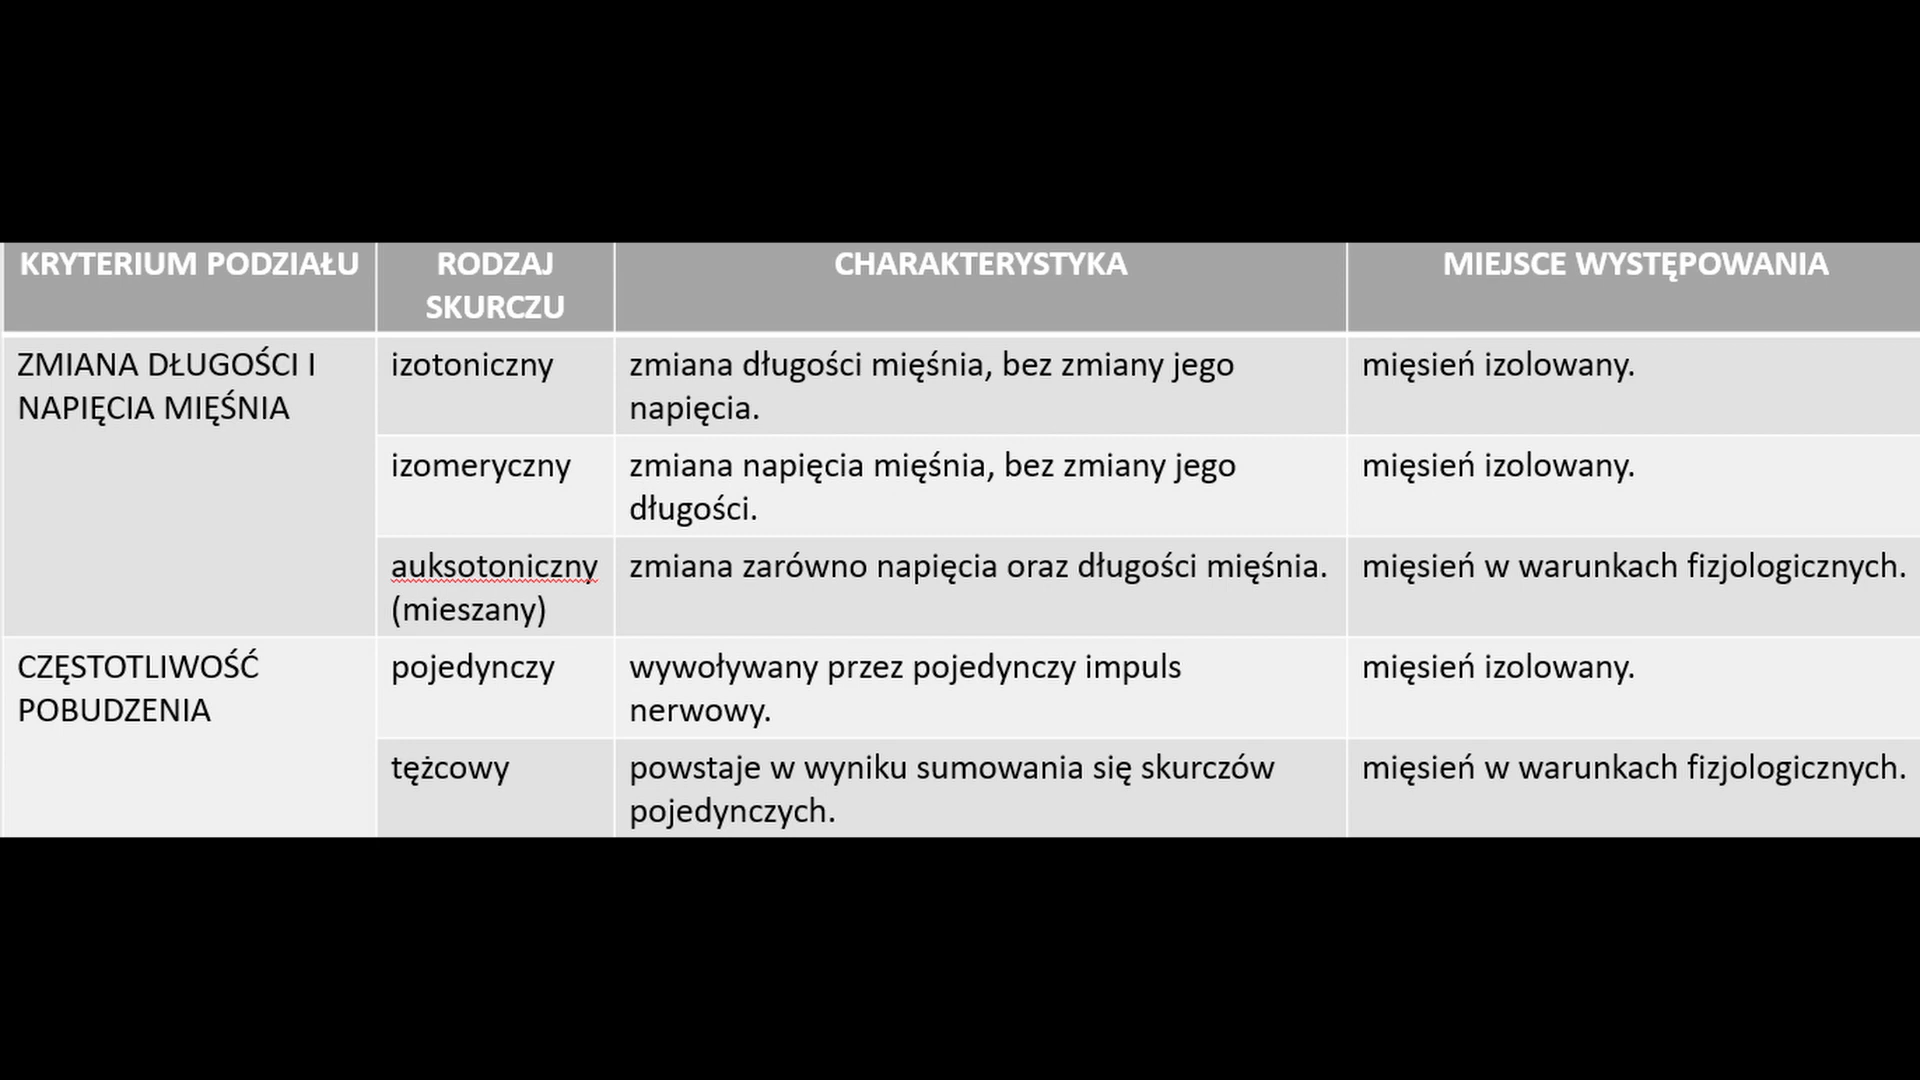 KRYTERIUM PODZIAŁU
RODZAJ
SKURCZU
CHARAKTERYSTYKA
MIEJSCE WYSTĘPOWANIA
ZMIANA DŁUGOŚCI I
NAPIĘCIA MIĘŚNIA
izotoniczny
zmiana długości mięśnia, bez zmiany jego
napięcia.
mięsień izolowany.
izomeryczny
zmiana napięcia mięśnia, bez zmiany jego
długości.
mięsień izolowany.
auksotoniczny
(mieszany)
zmiana zarówno napięcia oraz długości mięśnia.
mięsień w warunkach fizjologicznych.
CZĘSTOTLIWOŚĆ
POBUDZENIA
pojedynczy
wywoływany przez pojedynczy impuls
nerwowy.
mięsień izolowany.
tężcowy
powstaje w wyniku sumowania się skurczów
pojedynczych.
mięsień w warunkach fizjologicznych.